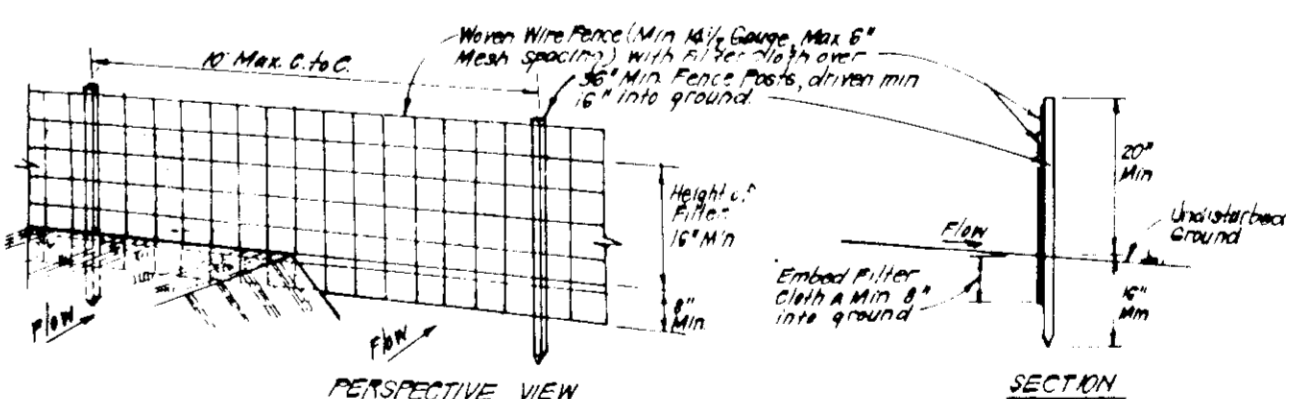 Woven Wire Fence (Min 14½ Gauge, Max 6"
Mesh spacing) with Filter Cloth over
36" Min. Fence Posts, driven min
16" into ground.
10' Max. C. to C.
Height of
Filter
16" Min
8"
Min.
Flow
Flow
PERSPECTIVE VIEW
20"
Min
Flow
Undisturbed
Ground
Embed Filter
Cloth A Min. 8"
into ground
16"
Min
SECTION